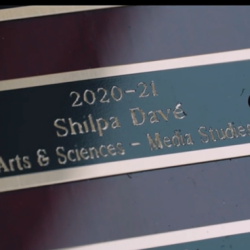 2020-21
Shilpa Davé
Arts & Sciences - Media Studies